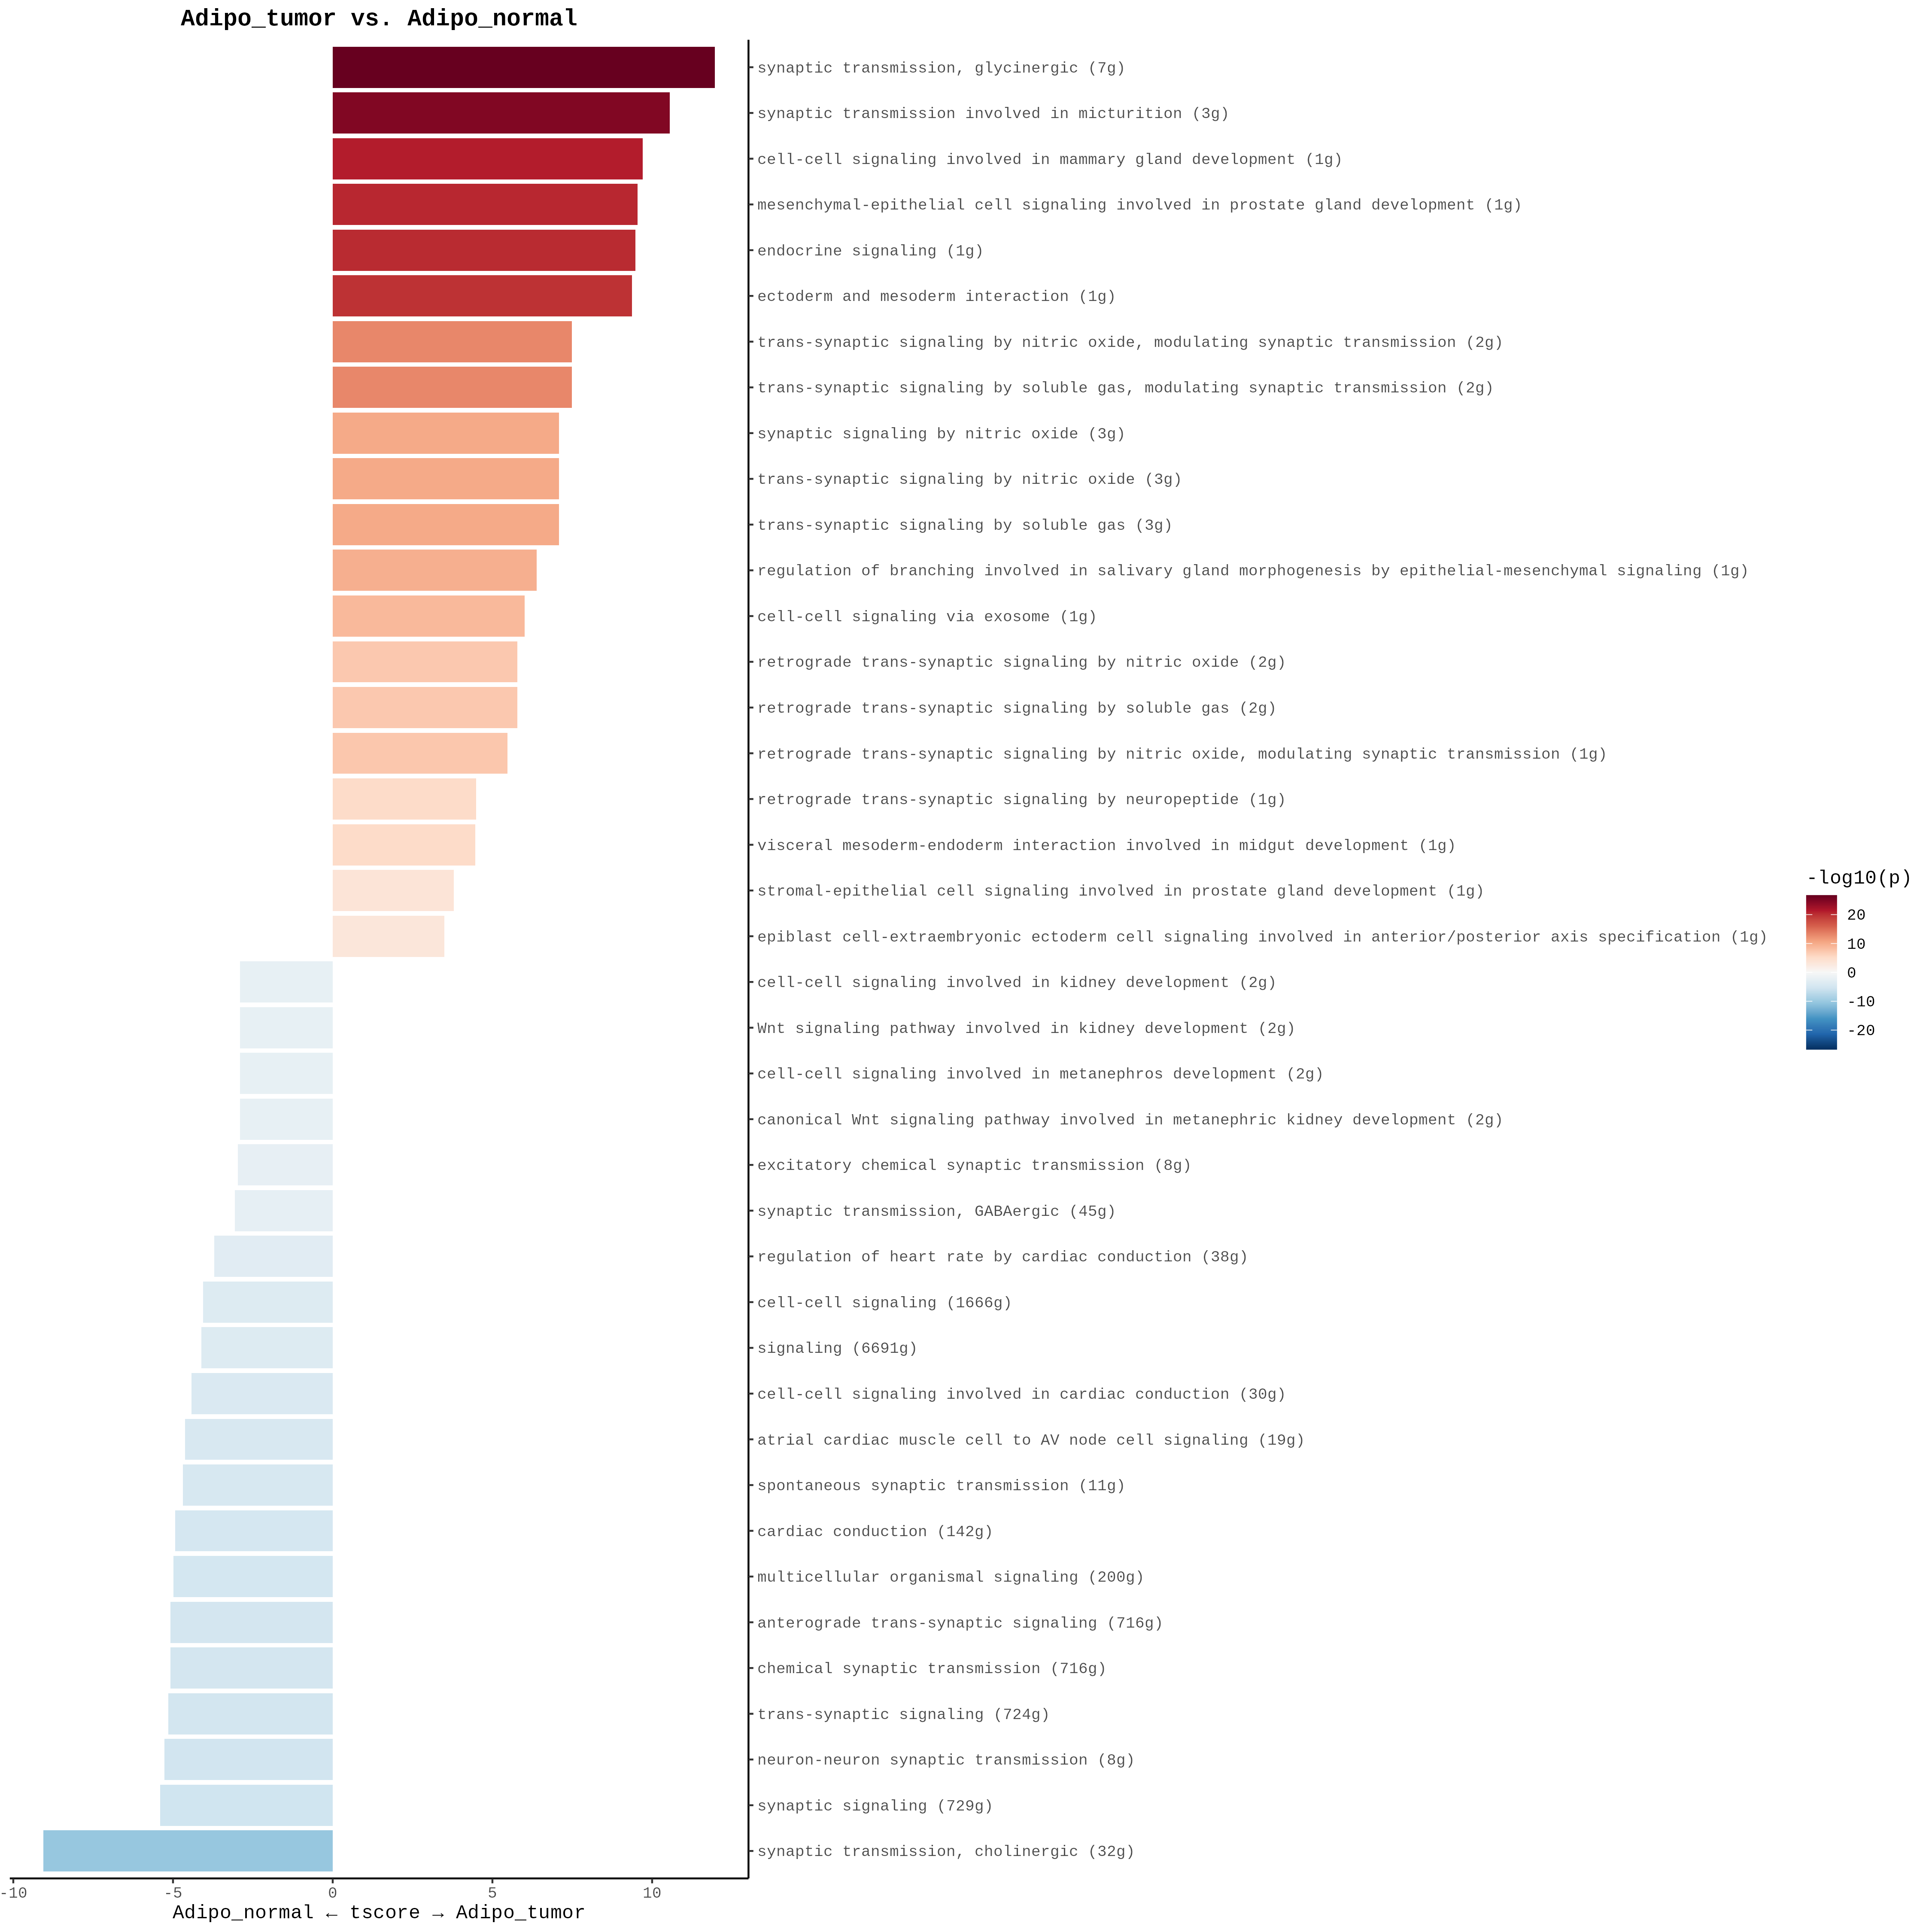 Adipo_tumor vs. Adipo_normal
synaptic transmission, glycinergic (7g)
synaptic transmission involved in micturition (3g)
cell-cell signaling involved in mammary gland development (1g)
mesenchymal-epithelial cell signaling involved in prostate gland development (1g)
endocrine signaling (1g)
ectoderm and mesoderm interaction (1g)
trans-synaptic signaling by nitric oxide, modulating synaptic transmission (2g)
trans-synaptic signaling by soluble gas, modulating synaptic transmission (2g)
synaptic signaling by nitric oxide (3g)
trans-synaptic signaling by nitric oxide (3g)
trans-synaptic signaling by soluble gas (3g)
regulation of branching involved in salivary gland morphogenesis by epithelial-mesenchymal signaling (1g)
cell-cell signaling via exosome (1g)
retrograde trans-synaptic signaling by nitric oxide (2g)
retrograde trans-synaptic signaling by soluble gas (2g)
retrograde trans-synaptic signaling by nitric oxide, modulating synaptic transmission (1g)
retrograde trans-synaptic signaling by neuropeptide (1g)
visceral mesoderm-endoderm interaction involved in midgut development (1g)
stromal-epithelial cell signaling involved in prostate gland development (1g)
epiblast cell-extraembryonic ectoderm cell signaling involved in anterior/posterior axis specification (1g)
cell-cell signaling involved in kidney development (2g)
Wnt signaling pathway involved in kidney development (2g)
cell-cell signaling involved in metanephros development (2g)
canonical Wnt signaling pathway involved in metanephric kidney development (2g)
excitatory chemical synaptic transmission (8g)
synaptic transmission, GABAergic (45g)
regulation of heart rate by cardiac conduction (38g)
cell-cell signaling (1666g)
signaling (6691g)
cell-cell signaling involved in cardiac conduction (30g)
atrial cardiac muscle cell to AV node cell signaling (19g)
spontaneous synaptic transmission (11g)
cardiac conduction (142g)
multicellular organismal signaling (200g)
anterograde trans-synaptic signaling (716g)
chemical synaptic transmission (716g)
trans-synaptic signaling (724g)
neuron-neuron synaptic transmission (8g)
synaptic signaling (729g)
synaptic transmission, cholinergic (32g)
-10 -5 0 5 10
Adipo_normal ← tscore → Adipo_tumor
-log10(p)
20
10
0
-10
-20